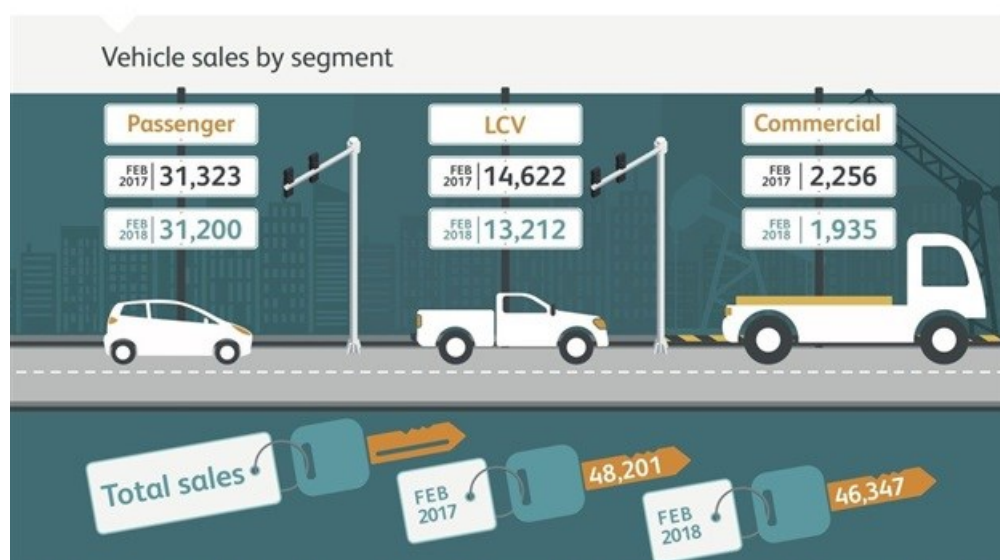 Vehicle sales by segment
Passenger
FEB
2017
31,323
FEB
2018
31,200
LCV
FEB
2017
14,622
FEB
2018
13,212
Commercial
FEB
2017
2,256
FEB
2018
1,935
Total sales
FEB
2017
48,201
FEB
2018
46,347